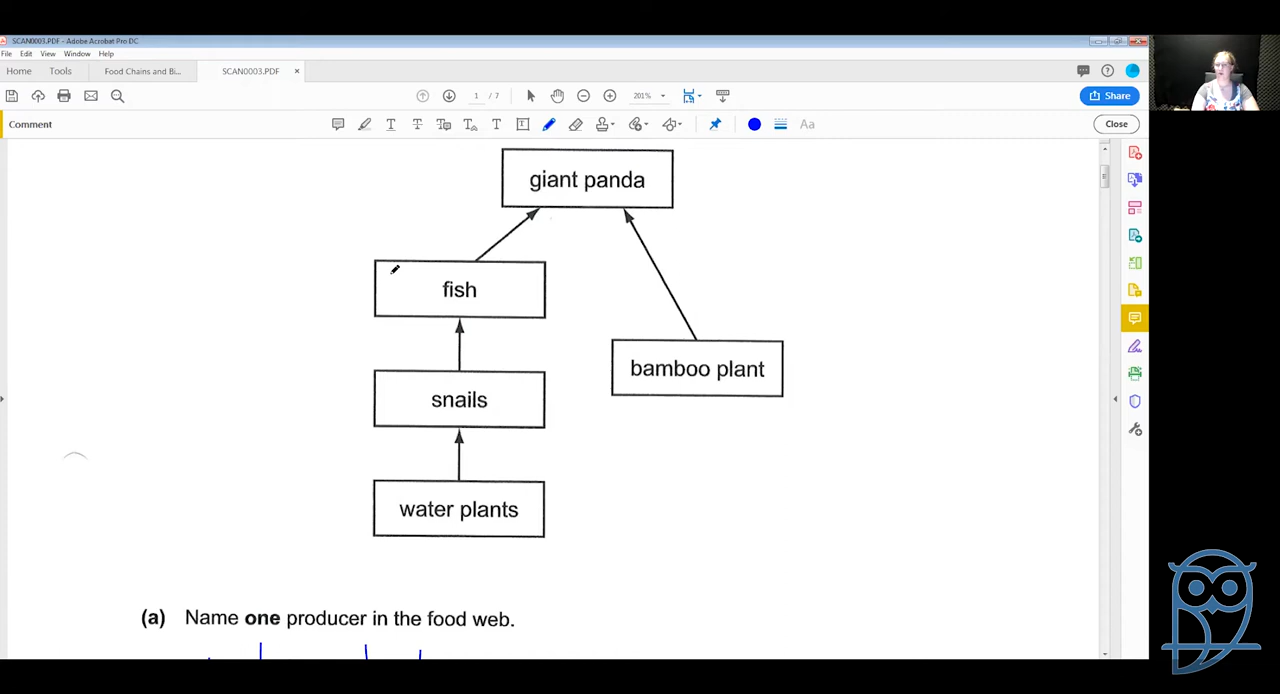 SCAN0003.PDF - Adobe Acrobat Pro DC
File Edit View Window Help
Home Tools Food Chains and Bi... SCAN0003.PDF ×
1 / 7 201% Share
Comment Aa Close
giant panda
fish
bamboo plant
snails
water plants
(a) Name one producer in the food web.